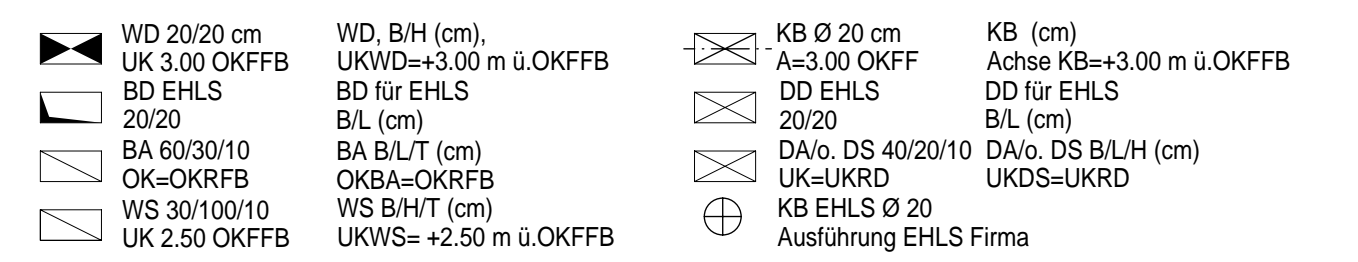 WD 20/20 cm WD, B/H (cm),
UK 3.00 OKFFB UKWD=+3.00 m ü.OKFFB
BD EHLS BD für EHLS
20/20 B/L (cm)
BA 60/30/10 BA B/L/T (cm)
OK=OKRFB OKBA=OKRFB
WS 30/100/10 WS B/H/T (cm)
UK 2.50 OKFFB UKWS= +2.50 m ü.OKFFB
KB Ø 20 cm KB (cm)
A=3.00 OKFF Achse KB=+3.00 m ü.OKFFB
DD EHLS DD für EHLS
20/20 B/L (cm)
DA/o. DS 40/20/10 DA/o. DS B/L/H (cm)
UK=UKRD UKDS=UKRD
KB EHLS Ø 20
Ausführung EHLS Firma